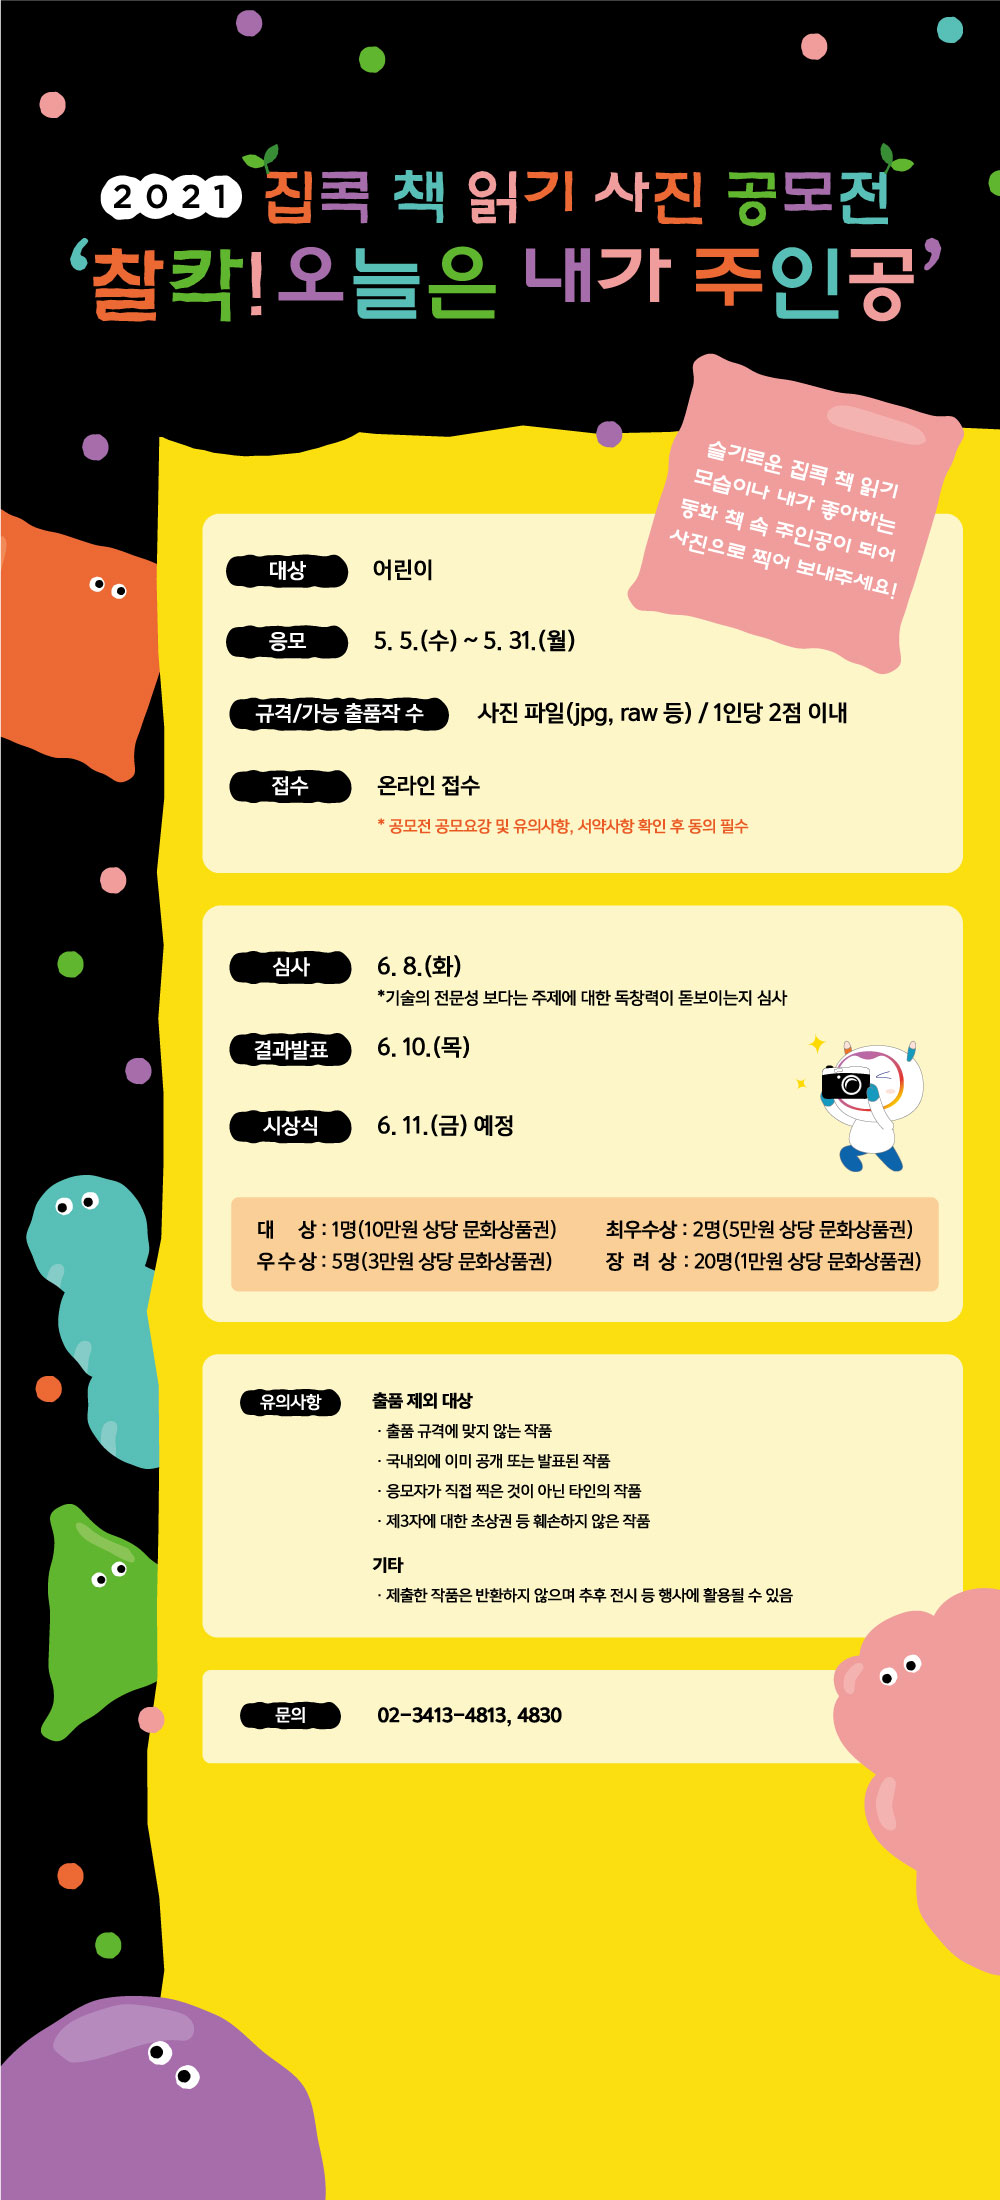 2021 집콕 책 읽기 사진 공모전
‘찰칵! 오늘은 내가 주인공’
슬기로운 집콕 책 읽기
모습이나 내가 좋아하는
동화 책 속 주인공이 되어
사진으로 찍어 보내주세요!
대상 어린이
응모 5. 5.(수) ~ 5. 31.(월)
규격/가능 출품작 수 사진 파일(jpg, raw 등) / 1인당 2점 이내
접수 온라인 접수
* 공모전 공모요강 및 유의사항, 서약사항 확인 후 동의 필수
심사 6. 8.(화)
*기술의 전문성 보다는 주제에 대한 독창력이 돋보이는지 심사
결과발표 6. 10.(목)
시상식 6. 11.(금) 예정
대 상 : 1명(10만원 상당 문화상품권) 최우수상 : 2명(5만원 상당 문화상품권)
우 수 상 : 5명(3만원 상당 문화상품권) 장 려 상 : 20명(1만원 상당 문화상품권)
유의사항 출품 제외 대상
· 출품 규격에 맞지 않는 작품
· 국내외에 이미 공개 또는 발표된 작품
· 응모자가 직접 찍은 것이 아닌 타인의 작품
· 제3자에 대한 초상권 등 훼손하지 않은 작품
기타
· 제출한 작품은 반환하지 않으며 추후 전시 등 행사에 활용될 수 있음
문의 02-3413-4813, 4830